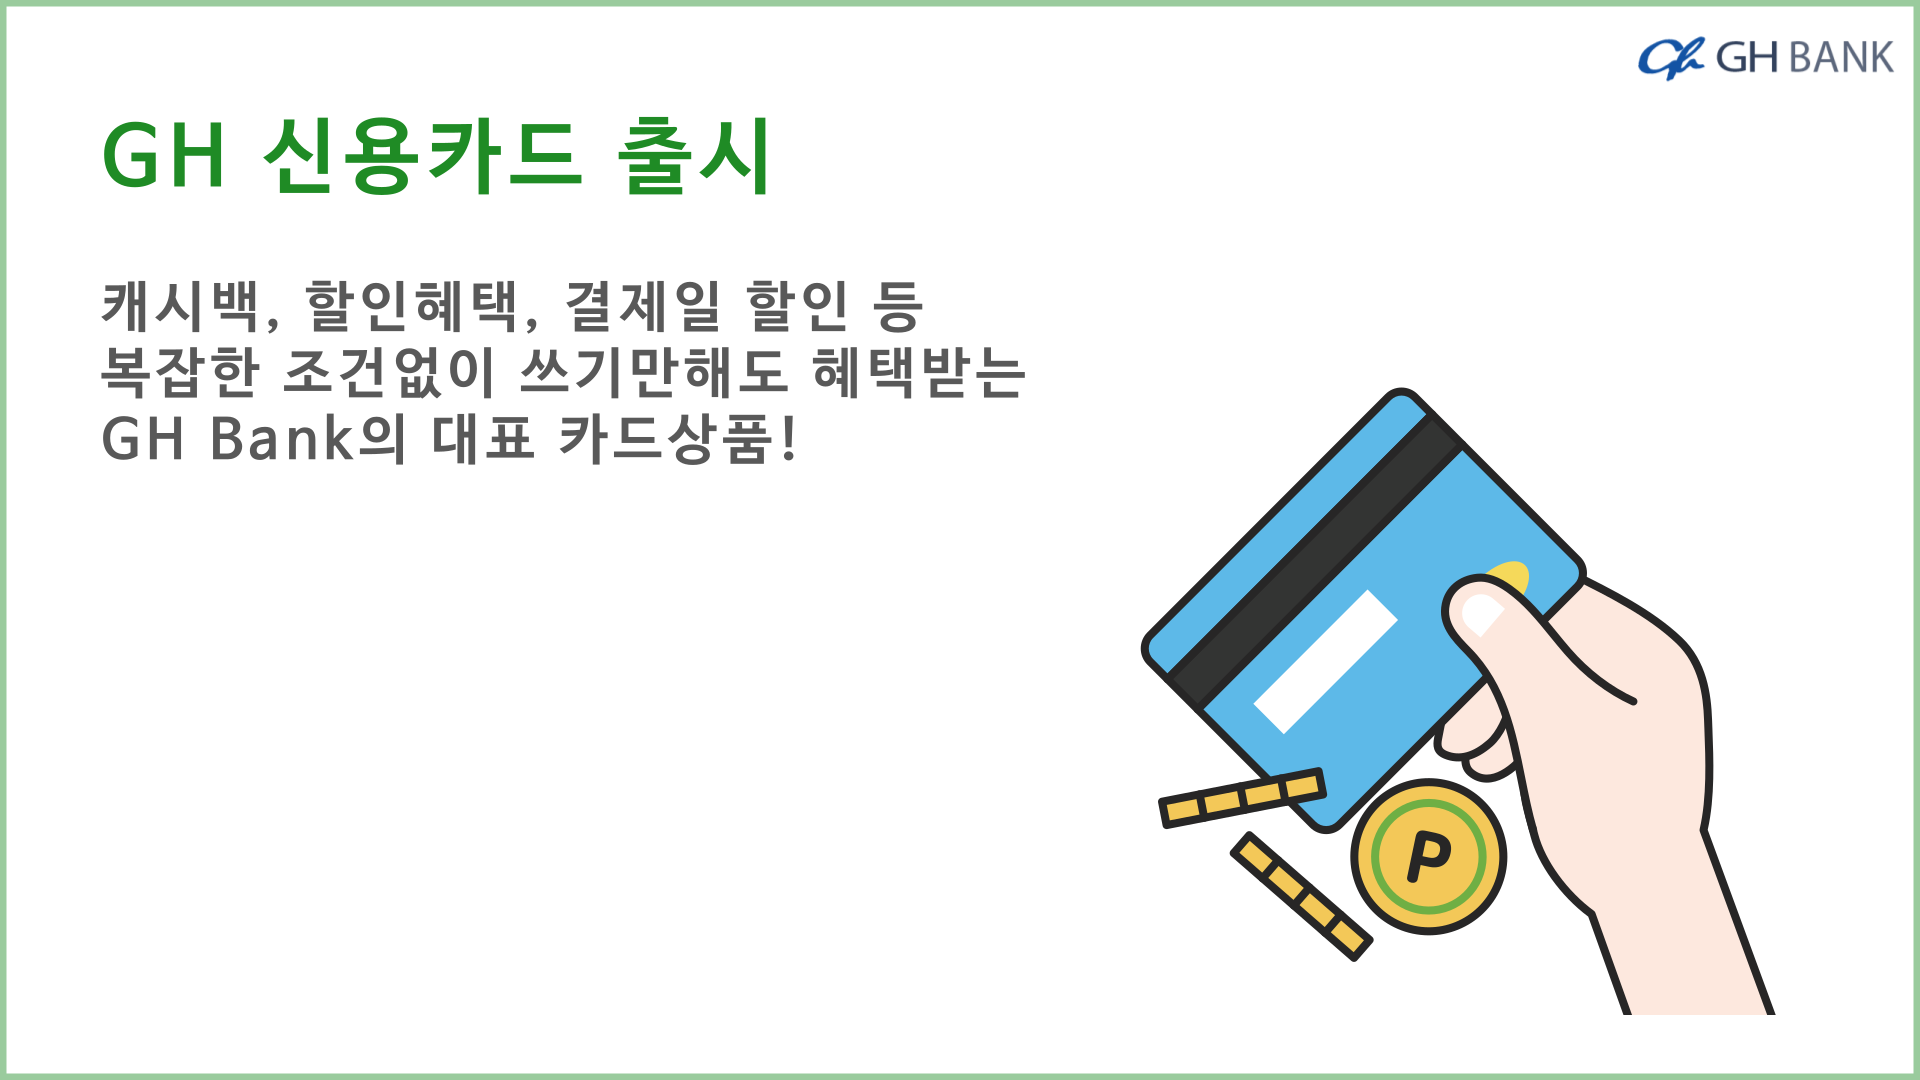 GH BANK
GH 신용카드 출시
캐시백, 할인혜택, 결제일 할인 등
복잡한 조건없이 쓰기만해도 혜택받는
GH Bank의 대표 카드상품!
P